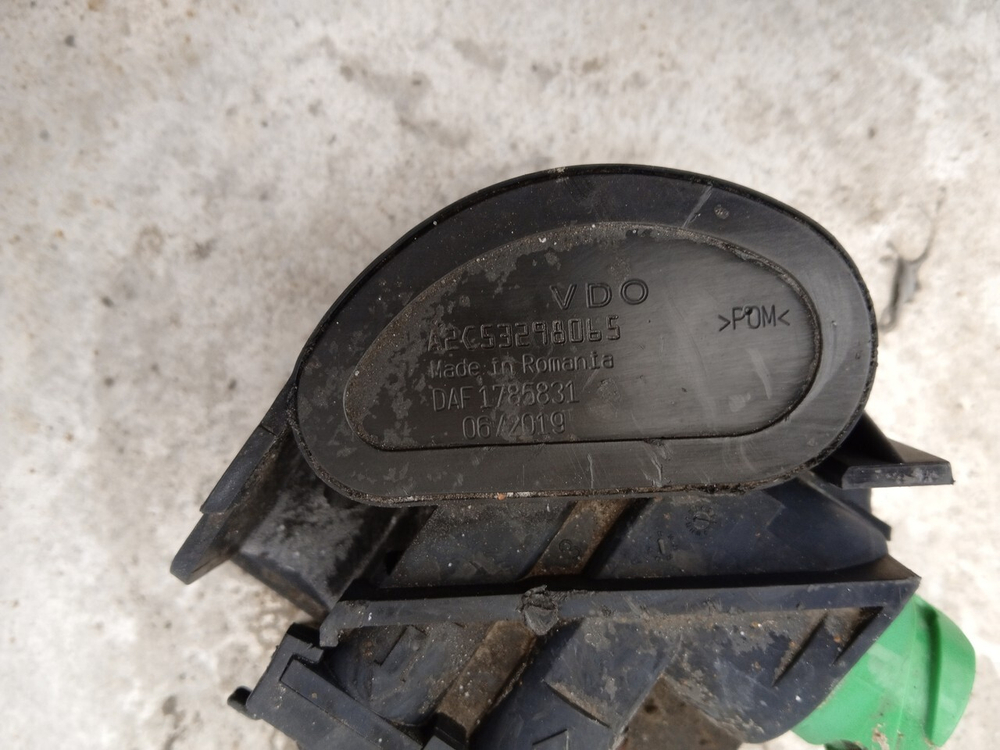 VDO
A2C53298065
>POM<
Made in Romania
DAF 1785831
06/2019